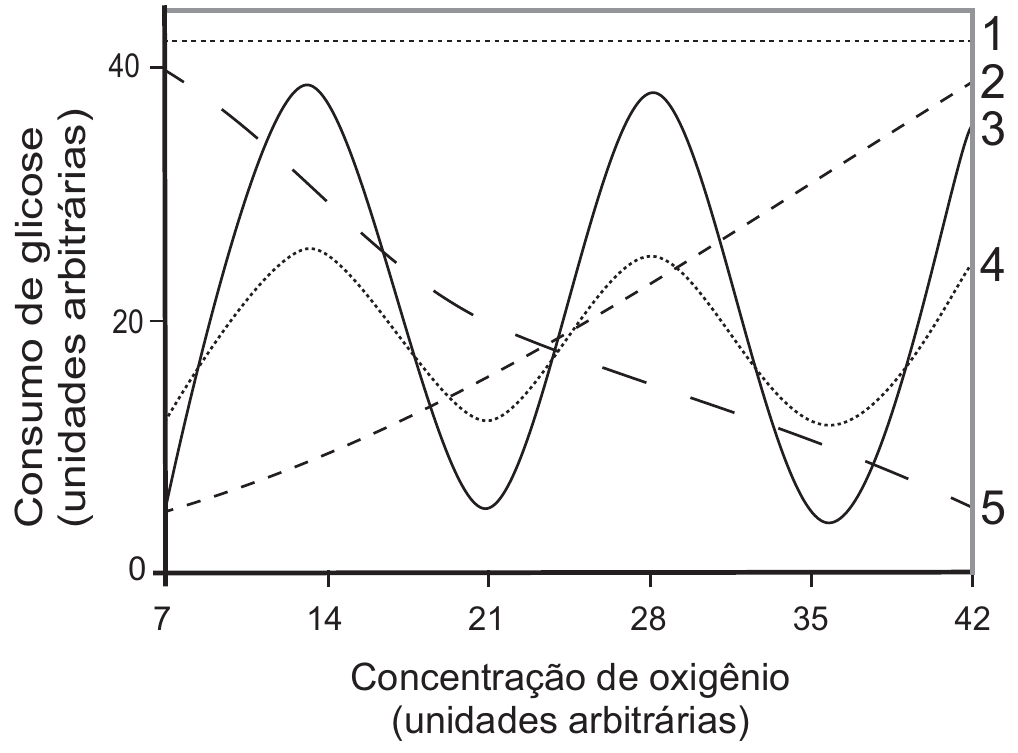 Consumo de glicose
(unidades arbitrárias)
40
20
0
7 14 21 28 35 42
Concentração de oxigênio
(unidades arbitrárias)
1
2
3
4
5